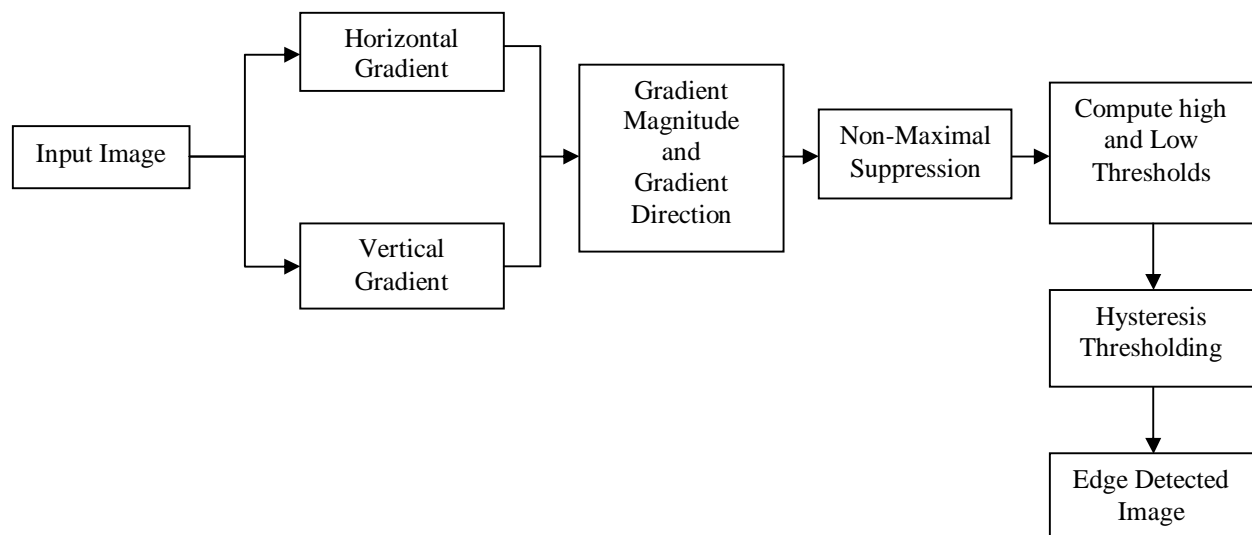 Input Image
Horizontal
Gradient
Vertical
Gradient
Gradient
Magnitude
and
Gradient
Direction
Non-Maximal
Suppression
Compute high
and Low
Thresholds
Hysteresis
Thresholding
Edge Detected
Image